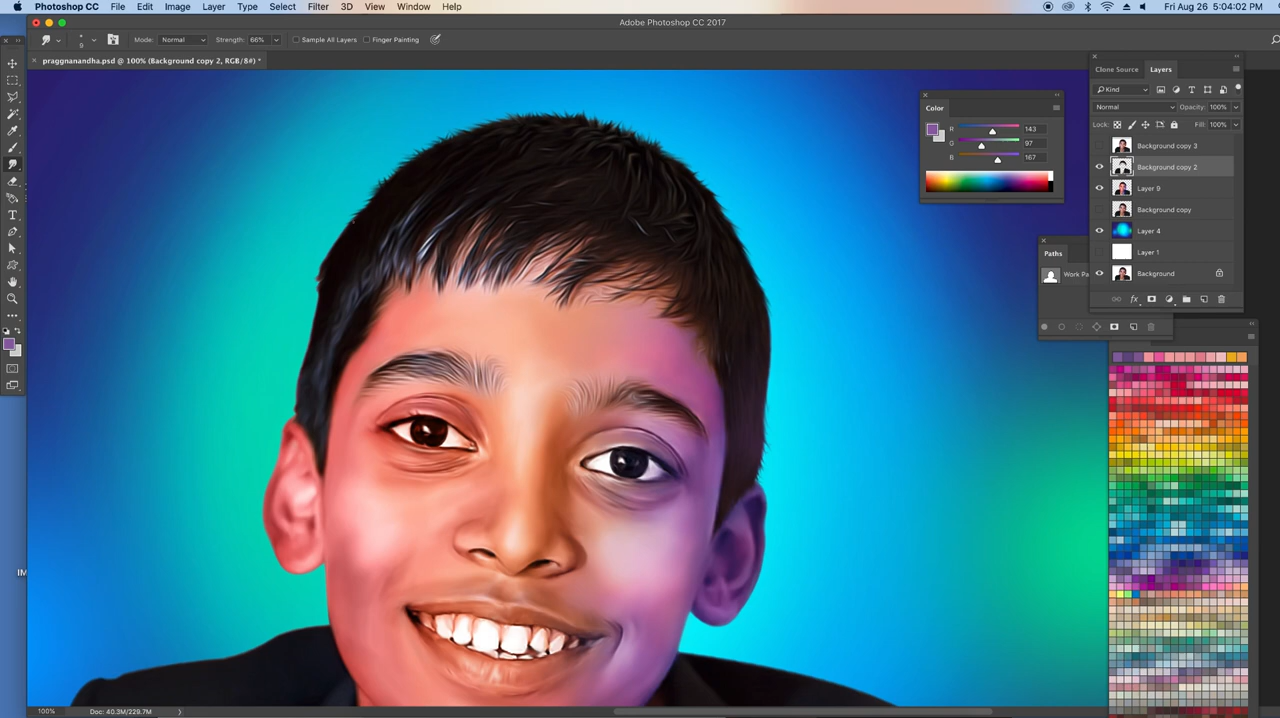 Photoshop CC File Edit Image Layer Type Select Filter 3D View Window Help Fri Aug 26 5:04:02 PM
Adobe Photoshop CC 2017
9 Mode: Normal Strength: 66% Sample All Layers Finger Painting
praggnanandha.psd @ 100% (Background copy 2, RGB/8#) *
Clone Source Layers
Kind
Normal Opacity: 100%
Lock: Fill: 100%
Background copy 3
Background copy 2
Layer 9
Background copy
Layer 4
Layer 1
Background
Color
R 143
G 97
B 167
Paths
Work Pa
IM
100% Doc: 40.3M/229.7M